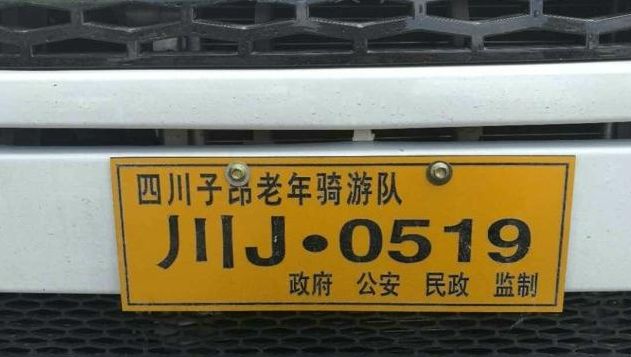 四川子昂老年骑游队
川J·0519
政府 公安 民政 监制